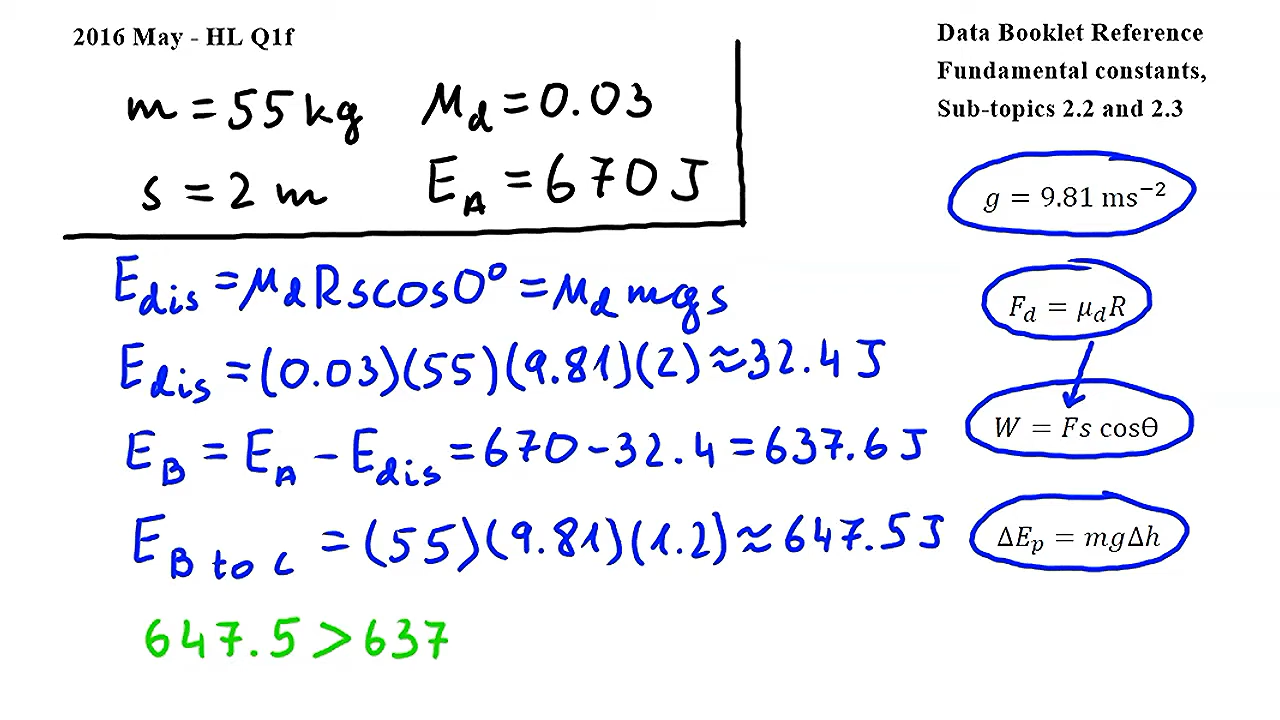 2016 May - HL Q1f
m = 55 kg μd = 0.03
s = 2 m EA = 670 J
Edis = μd R s cos 0° = μd mgs
Edis = (0.03)(55)(9.81)(2) ≈ 32.4 J
EB = EA - Edis = 670 - 32.4 = 637.6 J
EB to C = (55)(9.81)(1.2) ≈ 647.5 J
647.5 > 637
Data Booklet Reference
Fundamental constants,
Sub-topics 2.2 and 2.3
g = 9.81 ms⁻²
Fd = μdR
W = Fs cosθ
ΔEp = mgΔh